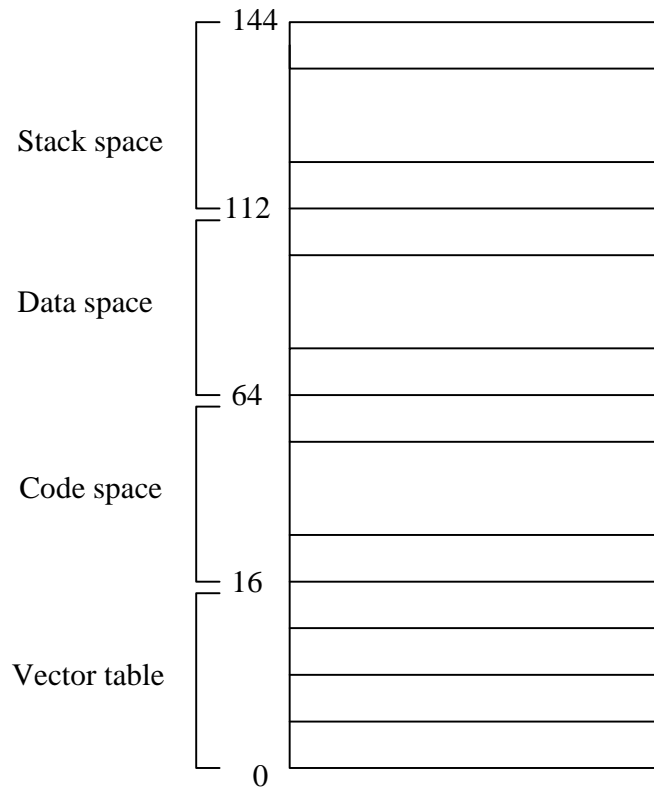 144
Stack space
112
Data space
64
Code space
16
Vector table
0